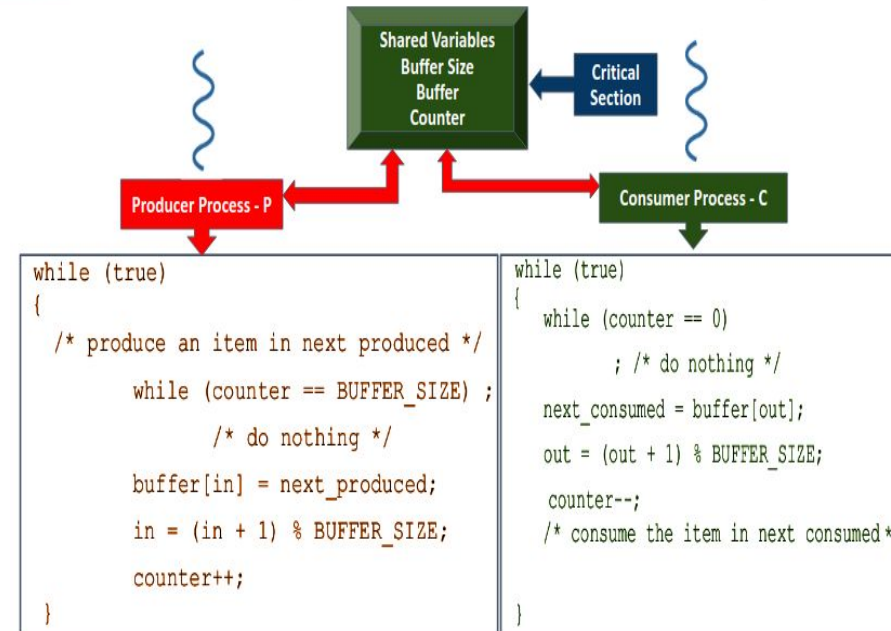 Shared Variables
Buffer Size
Buffer
Counter
Critical
Section
Producer Process - P
Consumer Process - C
while (true)
{
/* produce an item in next produced */
while (counter == BUFFER_SIZE) ;
/* do nothing */
buffer[in] = next_produced;
in = (in + 1) % BUFFER_SIZE;
counter++;
}
while (true)
{
while (counter == 0)
; /* do nothing */
next_consumed = buffer[out];
out = (out + 1) % BUFFER_SIZE;
counter--;
/* consume the item in next consumed *
}